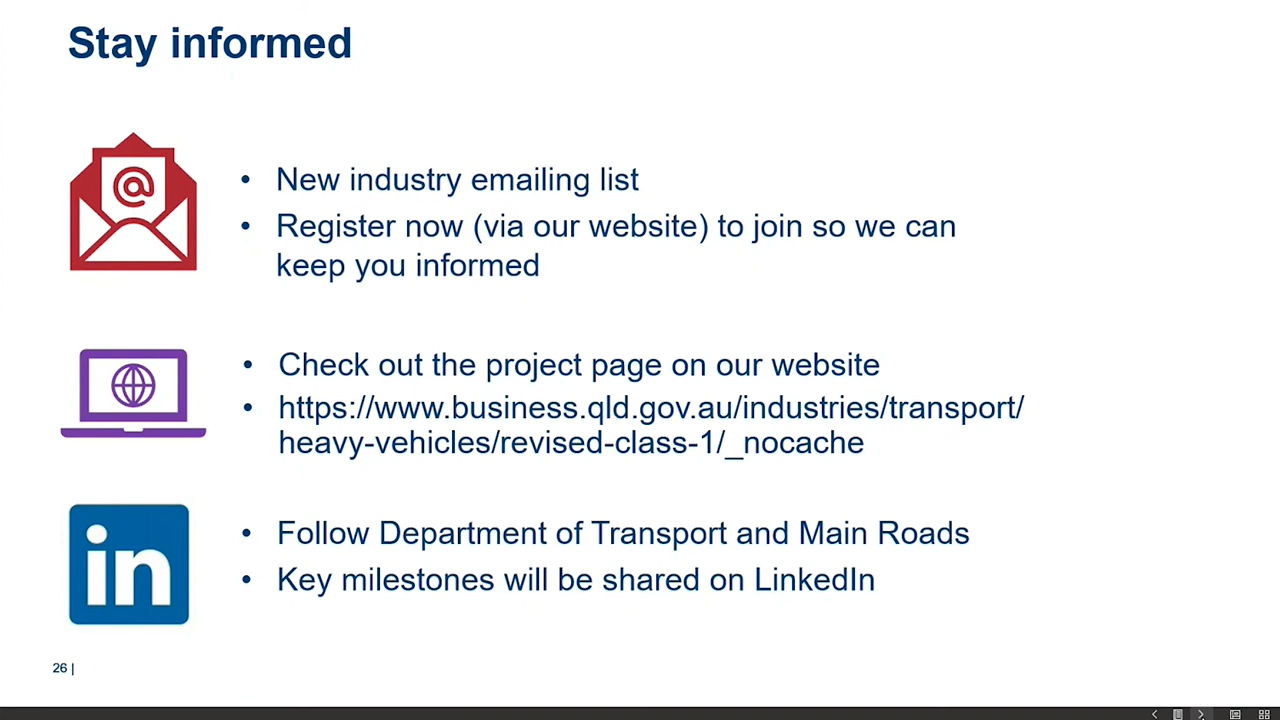 Stay informed
@
• New industry emailing list
• Register now (via our website) to join so we can
keep you informed
• Check out the project page on our website
• https://www.business.qld.gov.au/industries/transport/
heavy-vehicles/revised-class-1/_nocache
in
• Follow Department of Transport and Main Roads
• Key milestones will be shared on LinkedIn
26 |